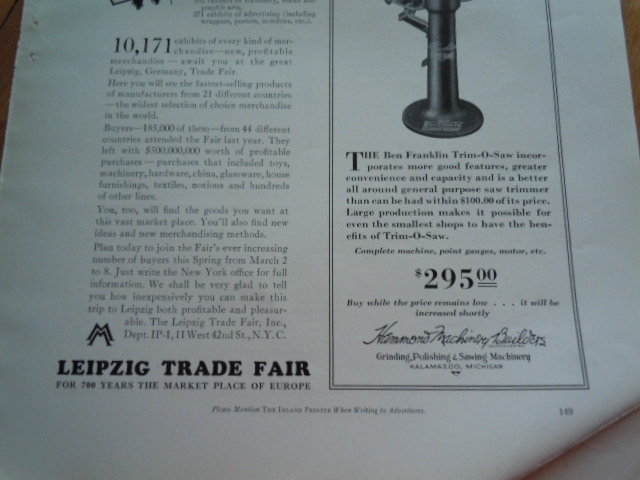 graphic arts.
271 exhibits of advertising (including
wrappers, posters, novelties, etc.).
10,171 exhibits of every kind of mer-
chandise—new, profitable
merchandise—await you at the great
Leipzig, Germany, Trade Fair.
Here you will see the fastest-selling products
of manufacturers from 21 different countries
—the widest selection of choice merchandise
in the world.
Buyers—185,000 of them—from 44 different
countries attended the Fair last year. They
left with $500,000,000 worth of profitable
purchases—purchases that included toys,
machinery, hardware, china, glassware, house
furnishings, textiles, notions and hundreds
of other lines.
You, too, will find the goods you want at
this vast market place. You'll also find new
ideas and new merchandising methods.
Plan today to join the Fair's ever increasing
number of buyers this Spring from March 2
to 8. Just write the New York office for full
information. We shall be very glad to tell
you how inexpensively you can make this
trip to Leipzig both profitable and pleasur-
able. The Leipzig Trade Fair, Inc.,
Dept. IP-1, 11 West 42nd St., N.Y.C.
LEIPZIG TRADE FAIR
FOR 700 YEARS THE MARKET PLACE OF EUROPE
THE Ben Franklin Trim-O-Saw incor-
porates more good features, greater
convenience and capacity and is a better
all around general purpose saw trimmer
than can be had within $100.00 of its price.
Large production makes it possible for
even the smallest shops to have the ben-
efits of Trim-O-Saw.
Complete machine, point gauges, motor, etc.
$295.00
Buy while the price remains low . . . it will be
increased shortly
Hammond Machinery Builders
Grinding, Polishing & Sawing Machinery
KALAMAZOO, MICHIGAN
Please Mention THE INLAND PRINTER When Writing to Advertisers.
149